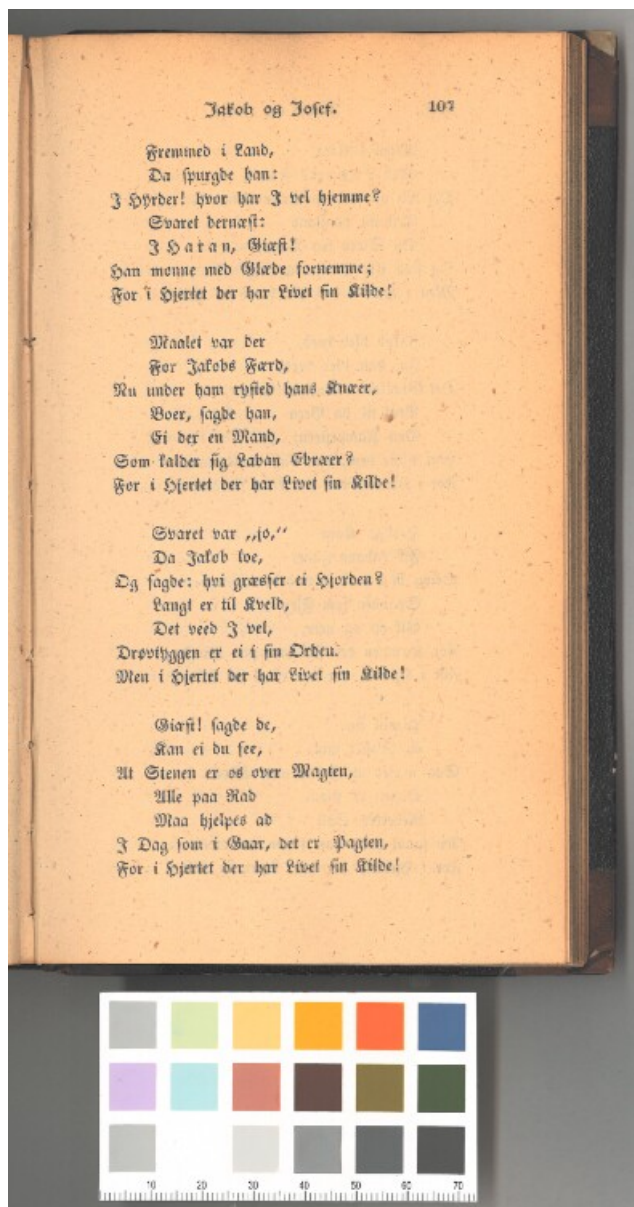 Jakob og Josef. 107
Fremmed i Land,
Da spurgde han:
I Hyrder! hvor har I vel hjemme?
Svaret dernæst:
I Haran, Giæst!
Han monne med Glæde fornemme;
For i Hjertet der har Livet sin Kilde!
Maalet var der
For Jakobs Færd,
Nu under ham rysted hans Knæer,
Boer, sagde han,
Ei der en Mand,
Som kalder sig Laban Ebræer?
For i Hjertet der har Livet sin Kilde!
Svaret var „jo,“
Da Jakob loe,
Og sagde: hvi græsser ei Hjorden?
Langt er til Kveld,
Det veed I vel,
Drøvtyggen er ei i sin Orden.
Men i Hjertet der har Livet sin Kilde!
Giæst! sagde de,
Kan ei du see,
At Stenen er os over Magten,
Alle paa Rad
Maa hjelpes ad
I Dag som i Gaar, det er Pagten,
For i Hjertet der har Livet sin Kilde!
10 20 30 40 50 60 70